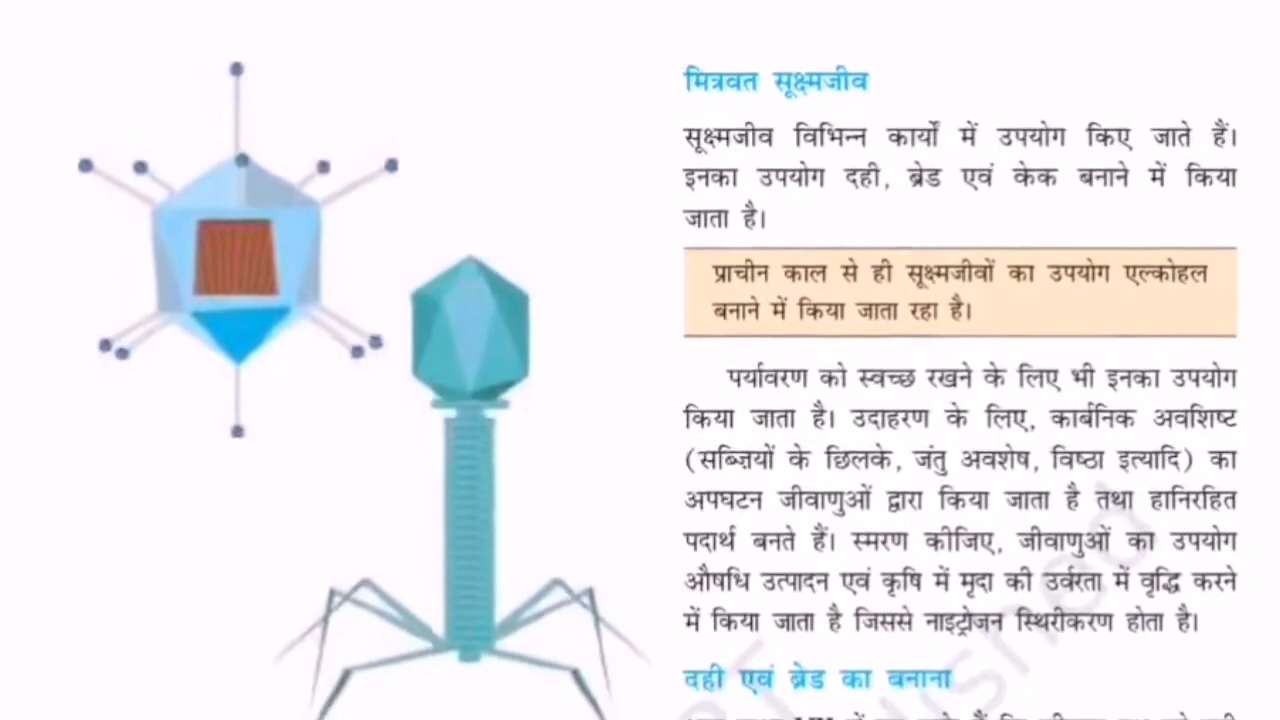 मित्रवत सूक्ष्मजीव
सूक्ष्मजीव विभिन्न कार्यों में उपयोग किए जाते हैं।
इनका उपयोग दही, ब्रेड एवं केक बनाने में किया
जाता है।
प्राचीन काल से ही सूक्ष्मजीवों का उपयोग एल्कोहल
बनाने में किया जाता रहा है।
पर्यावरण को स्वच्छ रखने के लिए भी इनका उपयोग
किया जाता है। उदाहरण के लिए, कार्बनिक अवशिष्ट
(सब्ज़ियों के छिलके, जंतु अवशेष, विष्ठा इत्यादि) का
अपघटन जीवाणुओं द्वारा किया जाता है तथा हानिरहित
पदार्थ बनते हैं। स्मरण कीजिए, जीवाणुओं का उपयोग
औषधि उत्पादन एवं कृषि में मृदा की उर्वरता में वृद्धि करने
में किया जाता है जिससे नाइट्रोजन स्थिरीकरण होता है।
दही एवं ब्रेड का बनाना